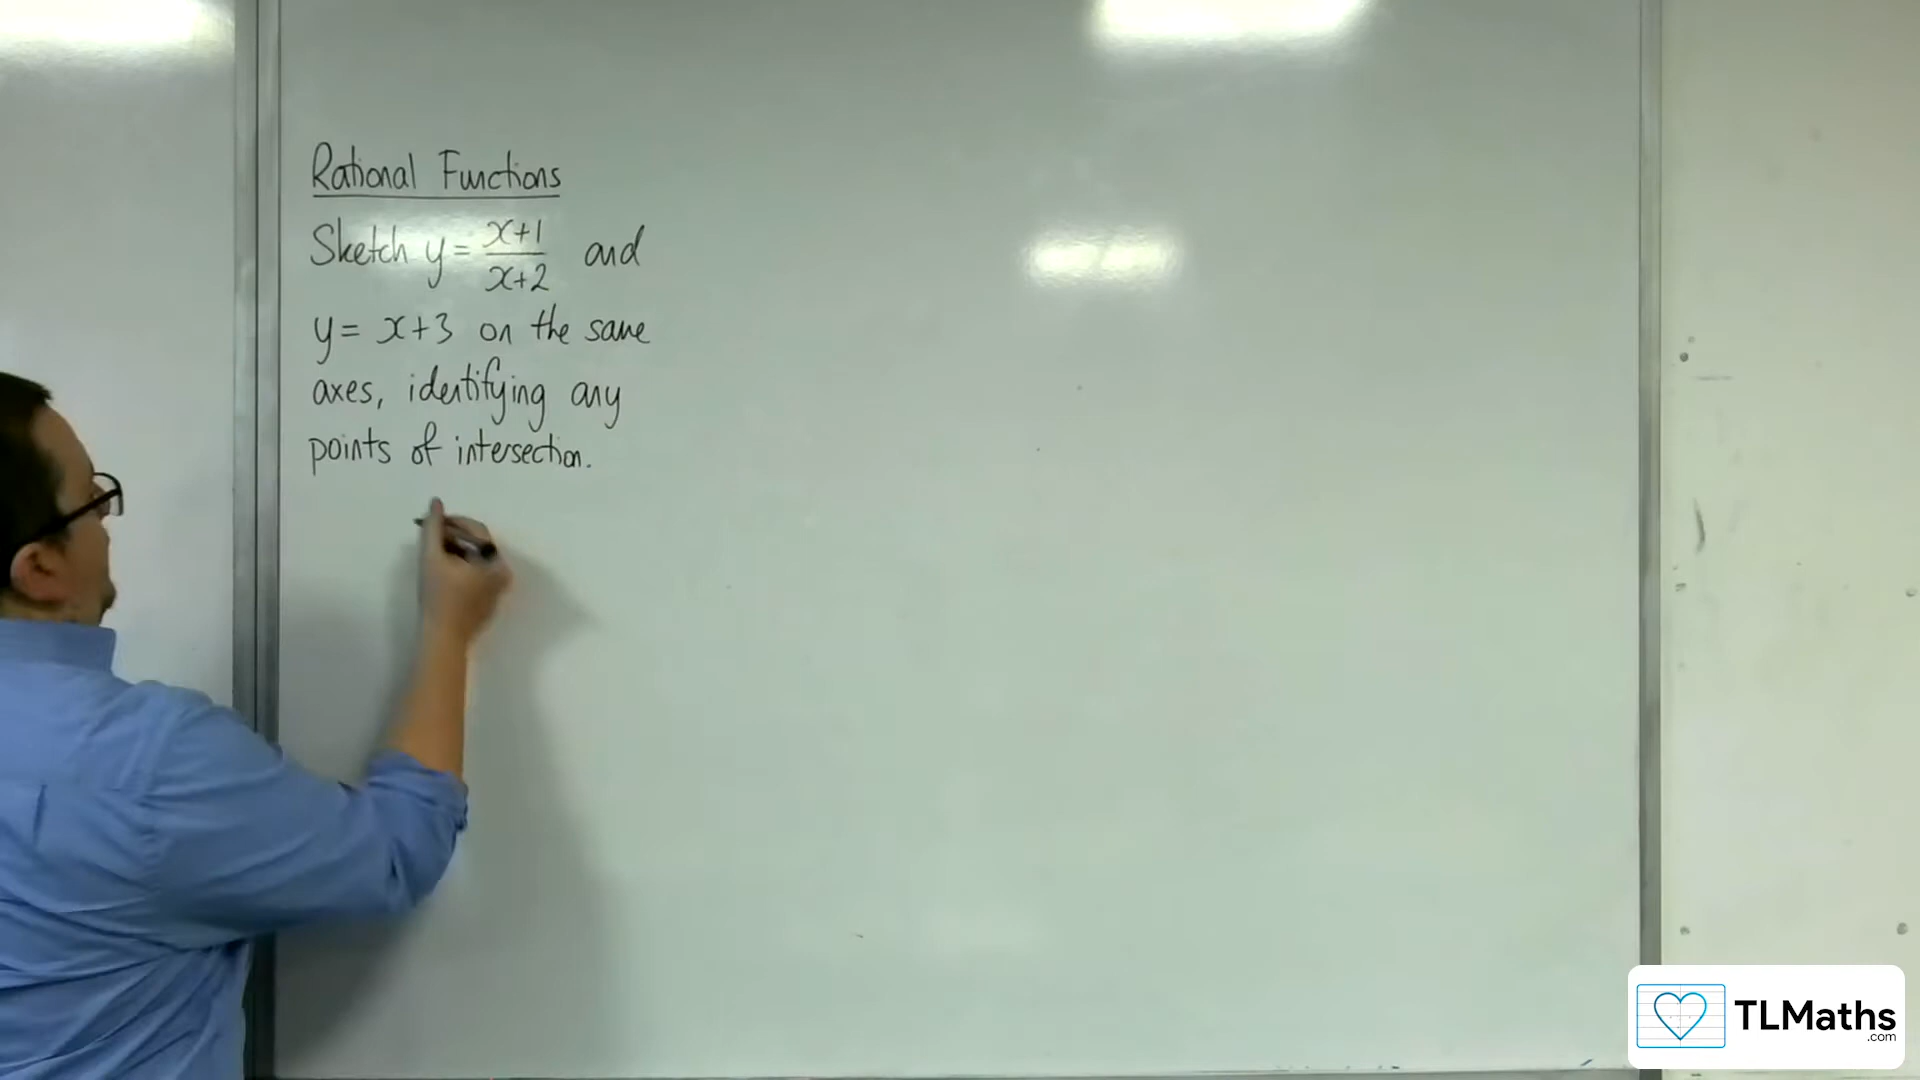 Rational Functions
Sketch y = x+1/x+2 and
y = x+3 on the same
axes, identifying any
points of intersection.
TLMaths
.com